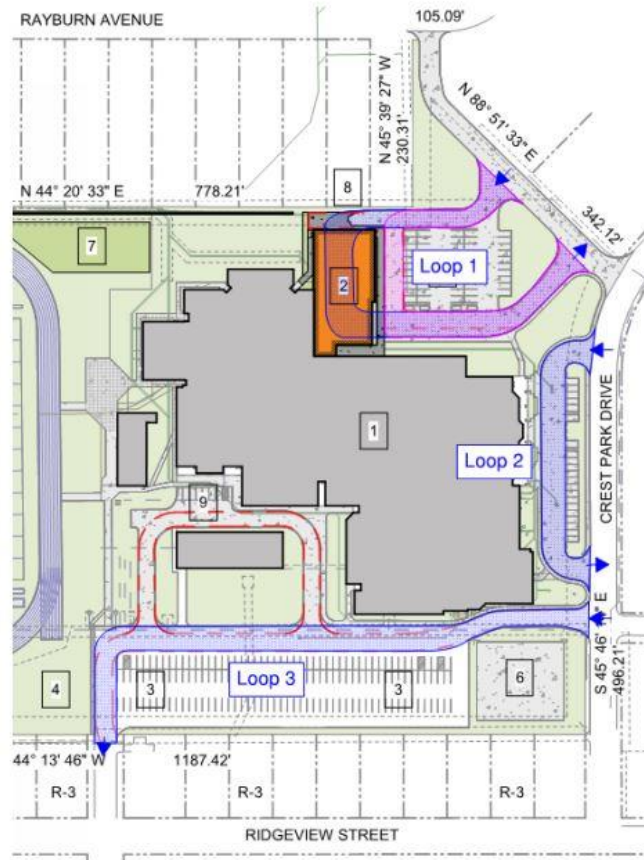 RAYBURN AVENUE
105.09'
N 45° 39' 27" W
230.31'
N 88° 51' 33" E
342.12'
N 44° 20' 33" E
778.21'
8
7
2
Loop 1
1
Loop 2
CREST PARK DRIVE
9
S 45° 46' " E
496.21'
4
3
Loop 3
3
6
44° 13' 46" W
1187.42'
R-3
R-3
R-3
RIDGEVIEW STREET